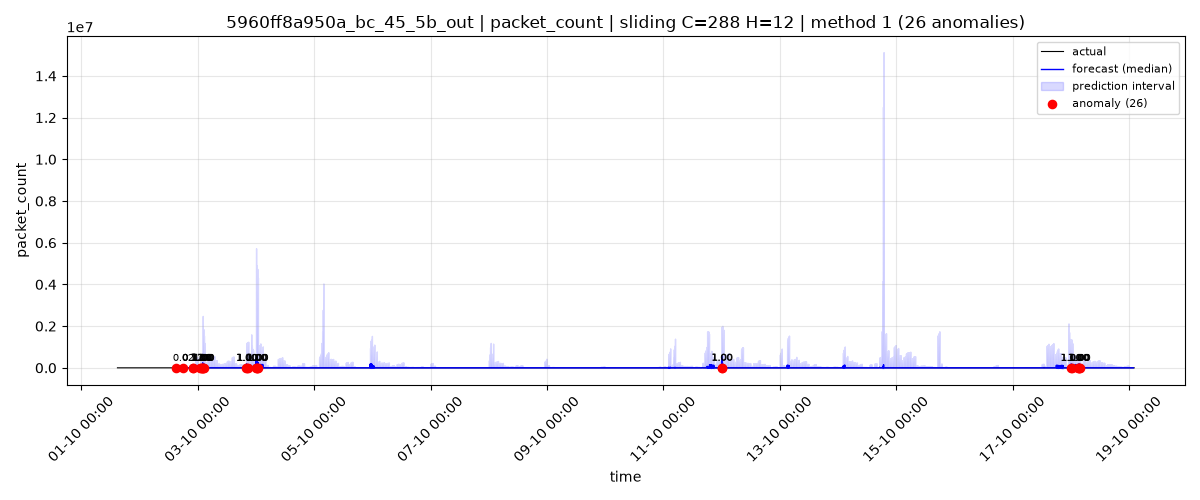 5960ff8a950a_bc_45_5b_out | packet_count | sliding C=288 H=12 | method 1 (26 anomalies)
1e7
actual
forecast (median)
prediction interval
anomaly (26)
1.4
1.2
1.0
0.8
0.6
0.4
0.2
0.0
packet_count
1.00
01-10 00:00
03-10 00:00
05-10 00:00
07-10 00:00
09-10 00:00
11-10 00:00
13-10 00:00
15-10 00:00
17-10 00:00
19-10 00:00
time